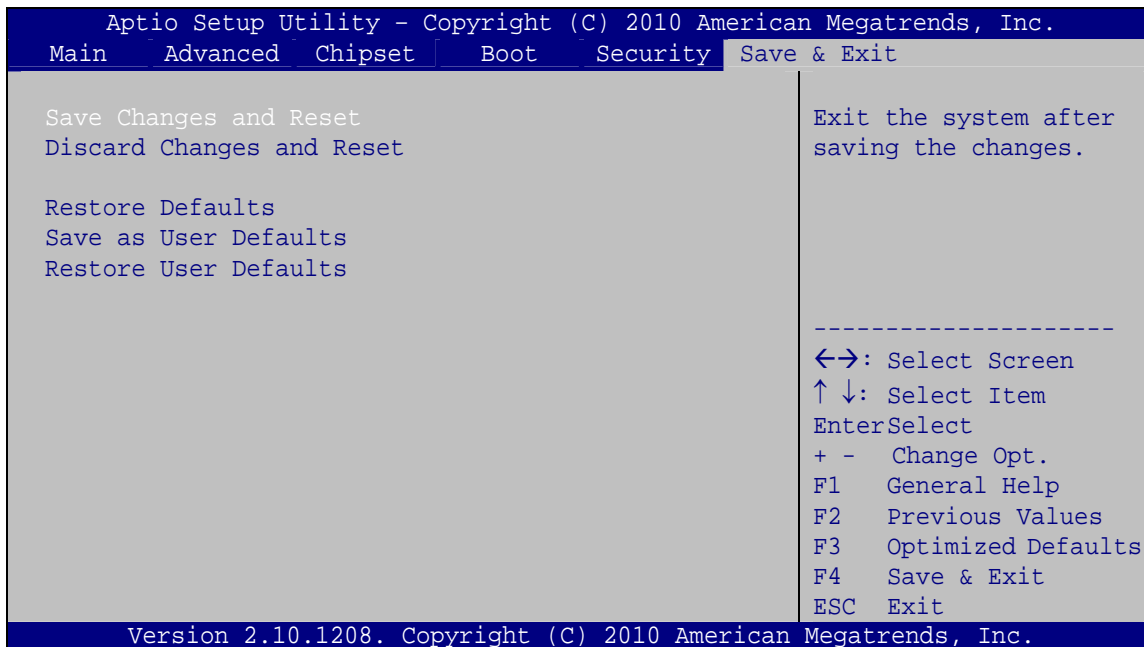 Aptio Setup Utility – Copyright (C) 2010 American Megatrends, Inc.
Main Advanced Chipset Boot Security Save & Exit
Save Changes and Reset
Discard Changes and Reset
Restore Defaults
Save as User Defaults
Restore User Defaults
Exit the system after
saving the changes.
---------------------
←→: Select Screen
↑ ↓: Select Item
EnterSelect
+ - Change Opt.
F1 General Help
F2 Previous Values
F3 Optimized Defaults
F4 Save & Exit
ESC Exit
Version 2.10.1208. Copyright (C) 2010 American Megatrends, Inc.